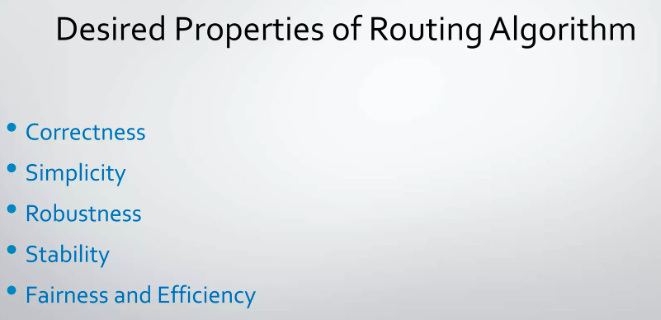 Desired Properties of Routing Algorithm
• Correctness
• Simplicity
• Robustness
• Stability
• Fairness and Efficiency